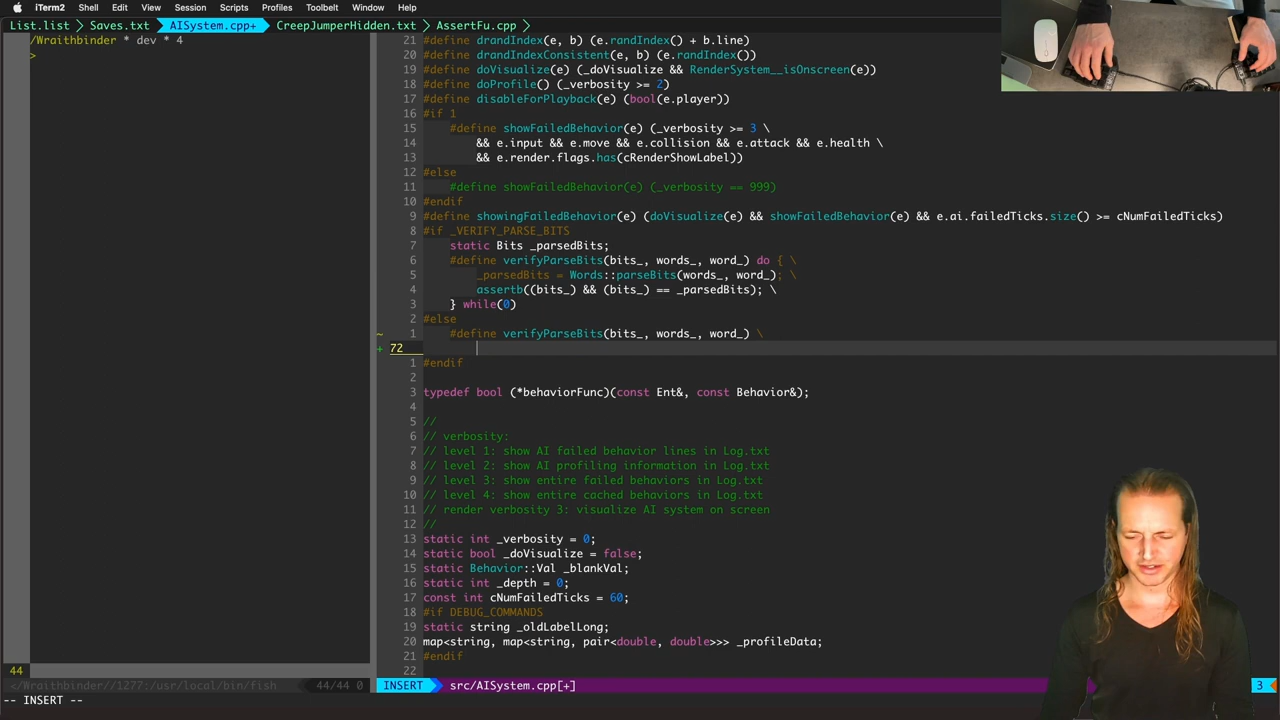 iTerm2 Shell Edit View Session Scripts Profiles Toolbelt Window Help
List.list Saves.txt AISystem.cpp+ CreepJumperHidden.txt AssertFu.cpp
/Wraithbinder * dev * 4
>
21 #define drandIndex(e, b) (e.randIndex() + b.line)
20 #define drandIndexConsistent(e, b) (e.randIndex())
19 #define doVisualize(e) (_doVisualize && RenderSystem__isOnscreen(e))
18 #define doProfile() (_verbosity >= 2)
17 #define disableForPlayback(e) (bool(e.player))
16 #if 1
15 #define showFailedBehavior(e) (_verbosity >= 3 \
14 && e.input && e.move && e.collision && e.attack && e.health \
13 && e.render.flags.has(cRenderShowLabel))
12 #else
11 #define showFailedBehavior(e) (_verbosity == 999)
10 #endif
9 #define showingFailedBehavior(e) (doVisualize(e) && showFailedBehavior(e) && e.ai.failedTicks.size() >= cNumFailedTicks)
8 #if _VERIFY_PARSE_BITS
7 static Bits _parsedBits;
6 #define verifyParseBits(bits_, words_, word_) do { \
5 _parsedBits = Words::parseBits(words_, word_); \
4 assertb((bits_) && (bits_) == _parsedBits); \
3 } while(0)
2 #else
~ 1 #define verifyParseBits(bits_, words_, word_) \
+ 72
1 #endif
2
3 typedef bool (*behaviorFunc)(const Ent&, const Behavior&);
4
5 //
6 // verbosity:
7 // level 1: show AI failed behavior lines in Log.txt
8 // level 2: show AI profiling information in Log.txt
9 // level 3: show entire failed behaviors in Log.txt
10 // level 4: show entire cached behaviors in Log.txt
11 // render verbosity 3: visualize AI system on screen
12 //
13 static int _verbosity = 0;
14 static bool _doVisualize = false;
15 static Behavior::Val _blankVal;
16 static int _depth = 0;
17 const int cNumFailedTicks = 60;
18 #if DEBUG_COMMANDS
19 static string _oldLabelLong;
20 map<string, map<string, pair<double, double>>> _profileData;
21 #endif
22
44
</Wraithbinder//1277:/usr/local/bin/fish 44/44 0 INSERT src/AISystem.cpp[+] 3
-- INSERT --